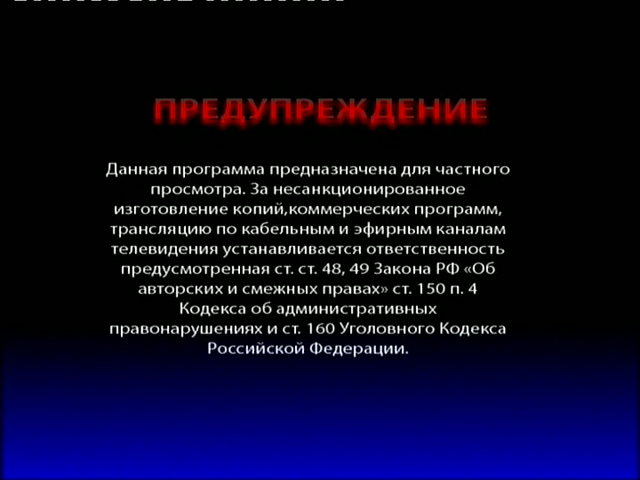 ПРЕДУПРЕЖДЕНИЕ
Данная программа предназначена для частного
просмотра. За несанкционированное
изготовление копий,коммерческих программ,
трансляцию по кабельным и эфирным каналам
телевидения устанавливается ответственность
предусмотренная ст. ст. 48, 49 Закона РФ «Об
авторских и смежных правах» ст. 150 п. 4
Кодекса об административных
правонарушениях и ст. 160 Уголовного Кодекса
Российской Федерации.